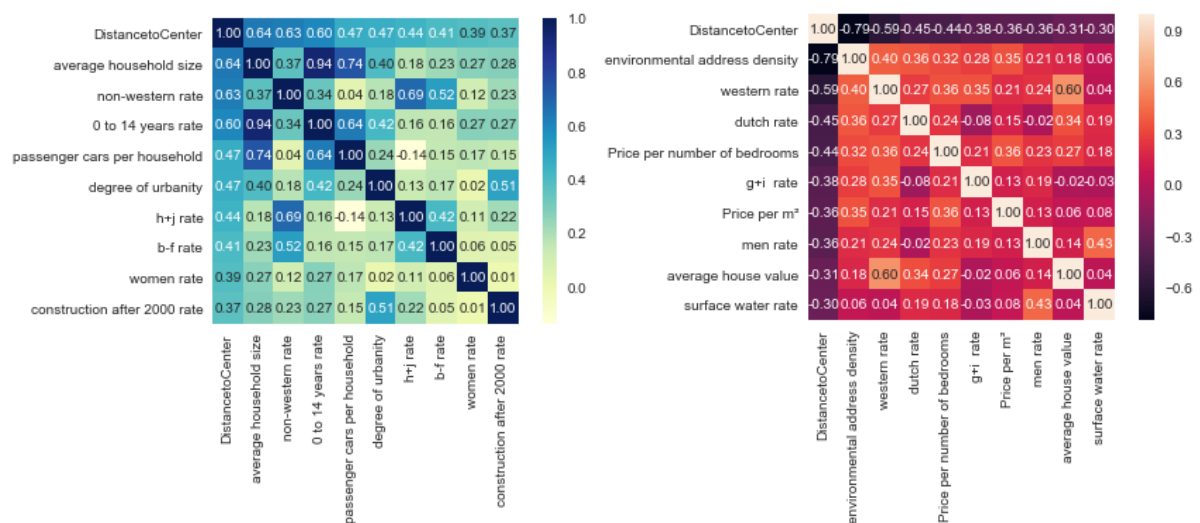 DistancetoCenter 1.00 0.64 0.63 0.60 0.47 0.47 0.44 0.41 0.39 0.37
average household size 0.64 1.00 0.37 0.94 0.74 0.40 0.18 0.23 0.27 0.28
non-western rate 0.63 0.37 1.00 0.34 0.04 0.18 0.69 0.52 0.12 0.23
0 to 14 years rate 0.60 0.94 0.34 1.00 0.64 0.42 0.16 0.16 0.27 0.27
passenger cars per household 0.47 0.74 0.04 0.64 1.00 0.24 -0.14 0.15 0.17 0.15
degree of urbanity 0.47 0.40 0.18 0.42 0.24 1.00 0.13 0.17 0.02 0.51
h+j rate 0.44 0.18 0.69 0.16 -0.14 0.13 1.00 0.42 0.11 0.22
b-f rate 0.41 0.23 0.52 0.16 0.15 0.17 0.42 1.00 0.06 0.05
women rate 0.39 0.27 0.12 0.27 0.17 0.02 0.11 0.06 1.00 0.01
construction after 2000 rate 0.37 0.28 0.23 0.27 0.15 0.51 0.22 0.05 0.01 1.00
DistancetoCenter
average household size
non-western rate
0 to 14 years rate
passenger cars per household
degree of urbanity
h+j rate
b-f rate
women rate
construction after 2000 rate
1.0
0.8
0.6
0.4
0.2
0.0
DistancetoCenter 1.00 -0.79 -0.59 -0.45 -0.44 -0.38 -0.36 -0.36 -0.31 -0.30
environmental address density -0.79 1.00 0.40 0.36 0.32 0.28 0.35 0.21 0.18 0.06
western rate -0.59 0.40 1.00 0.27 0.36 0.35 0.21 0.24 0.60 0.04
dutch rate -0.45 0.36 0.27 1.00 0.24 -0.08 0.15 -0.02 0.34 0.19
Price per number of bedrooms -0.44 0.32 0.36 0.24 1.00 0.21 0.36 0.23 0.27 0.18
g+i rate -0.38 0.28 0.35 -0.08 0.21 1.00 0.13 0.19 -0.02 -0.03
Price per m³ -0.36 0.35 0.21 0.15 0.36 0.13 1.00 0.13 0.06 0.08
men rate -0.36 0.21 0.24 -0.02 0.23 0.19 0.13 1.00 0.14 0.43
average house value -0.31 0.18 0.60 0.34 0.27 -0.02 0.06 0.14 1.00 0.04
surface water rate -0.30 0.06 0.04 0.19 0.18 -0.03 0.08 0.43 0.04 1.00
DistancetoCenter
environmental address density
western rate
dutch rate
Price per number of bedrooms
g+i rate
Price per m³
men rate
average house value
surface water rate
0.9
0.6
0.3
0.0
−0.3
−0.6